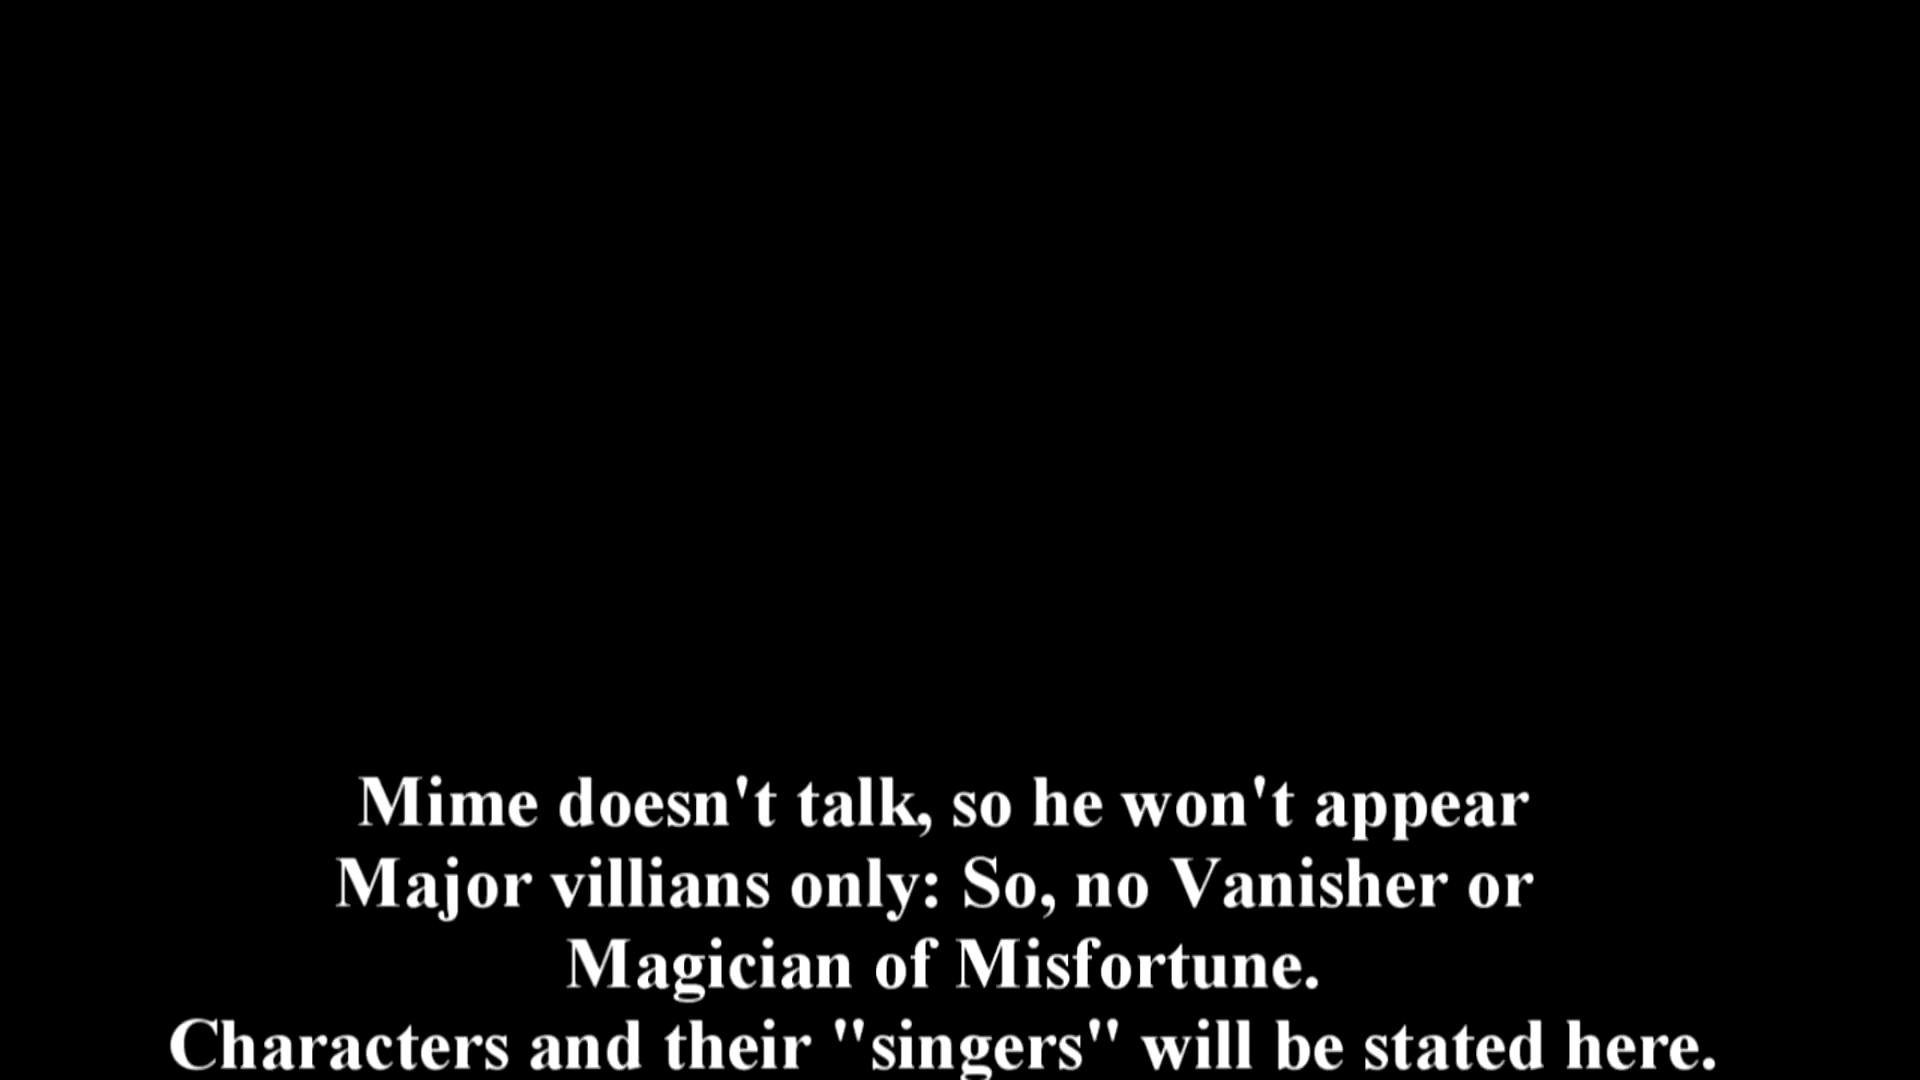 Mime doesn't talk, so he won't appear
Major villians only: So, no Vanisher or
Magician of Misfortune.
Characters and their "singers" will be stated here.